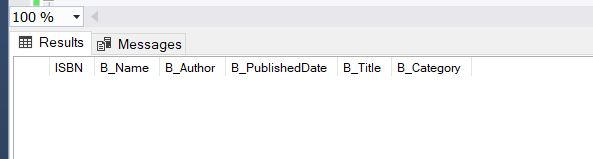 100 %
Results Messages
ISBN B_Name B_Author B_PublishedDate B_Title B_Category